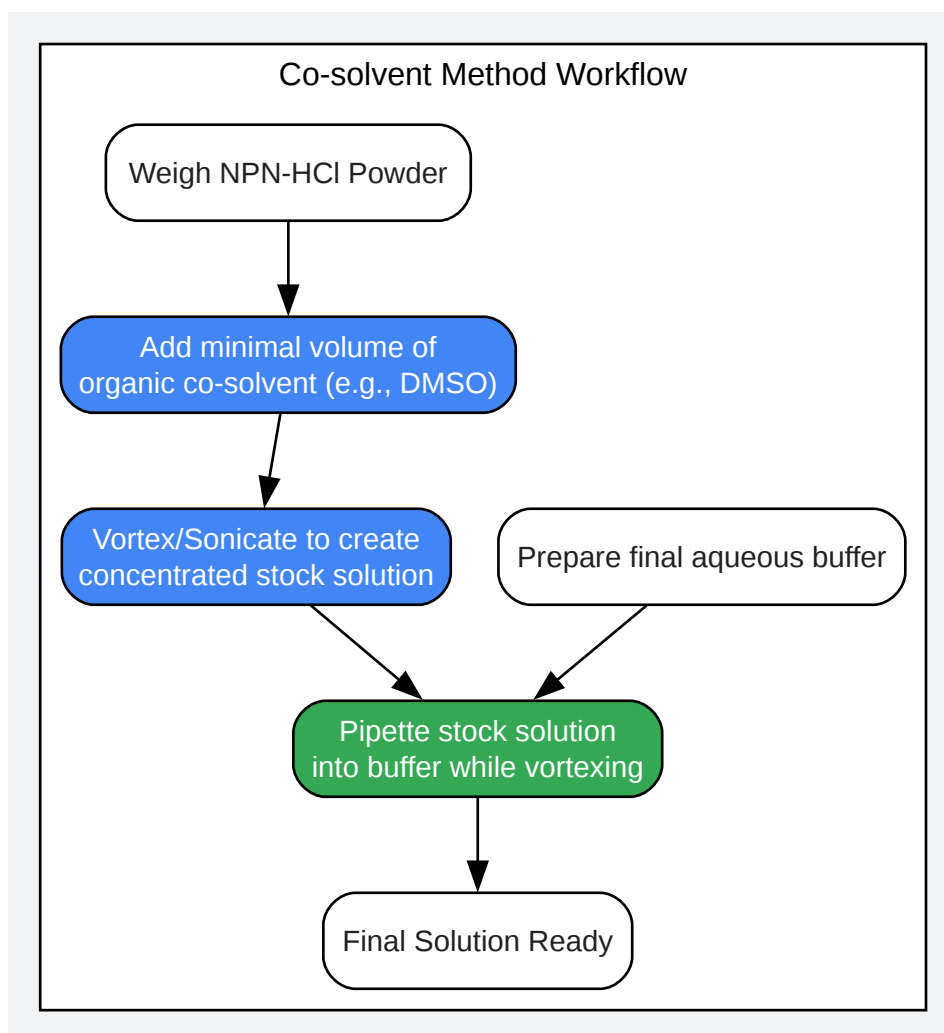 Co-solvent Method Workflow
Weigh NPN-HCl Powder
Add minimal volume of
organic co-solvent (e.g., DMSO)
Vortex/Sonicate to create
concentrated stock solution
Prepare final aqueous buffer
Pipette stock solution
into buffer while vortexing
Final Solution Ready